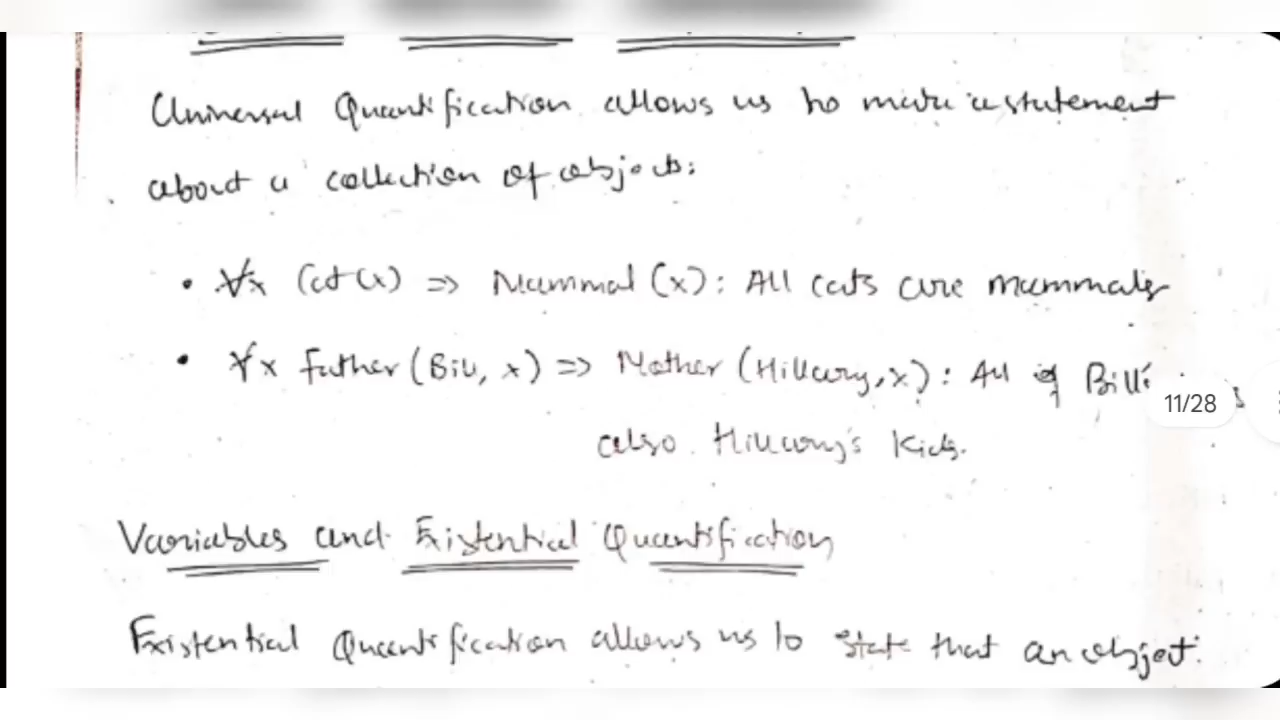 Universal Quantification allows us to make a statement
about a collection of objects:
• ∀x Cat(x) => Mammal (x): All cats are mammals
• ∀x Father (Bill, x) => Mother (Hillary, x): All of Bill's
11/28
also Hillary's Kids.
Variables and Existential Quantification
Existential Quantification allows us to state that an object.